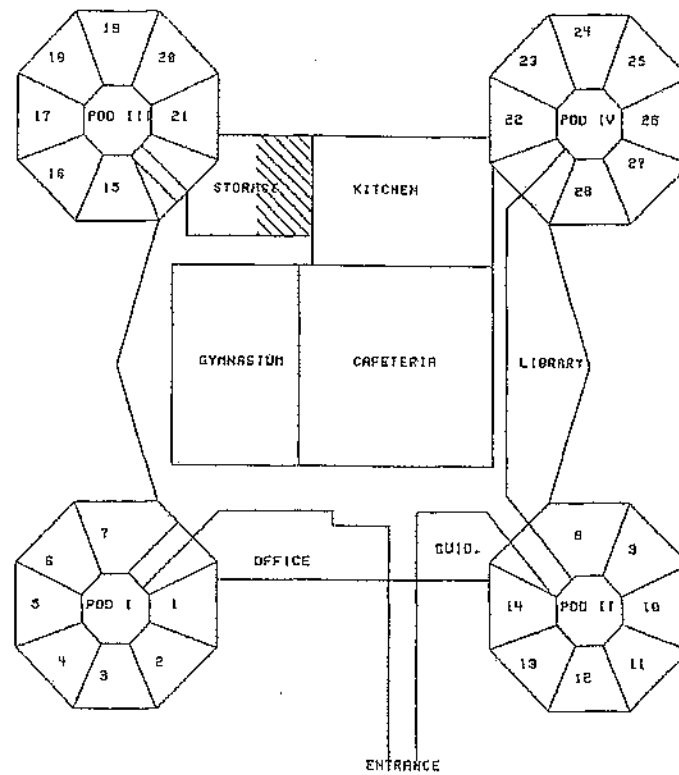 19
18
20
17
POD III
21
16
15
24
23
25
22
POD IV
26
27
28
STORAGE
KITCHEN
GYMNASIUM
CAFETERIA
LIBRARY
7
6
5
POD I
1
4
3
2
OFFICE
GUID.
8
9
14
POD II
10
13
12
11
ENTRANCE